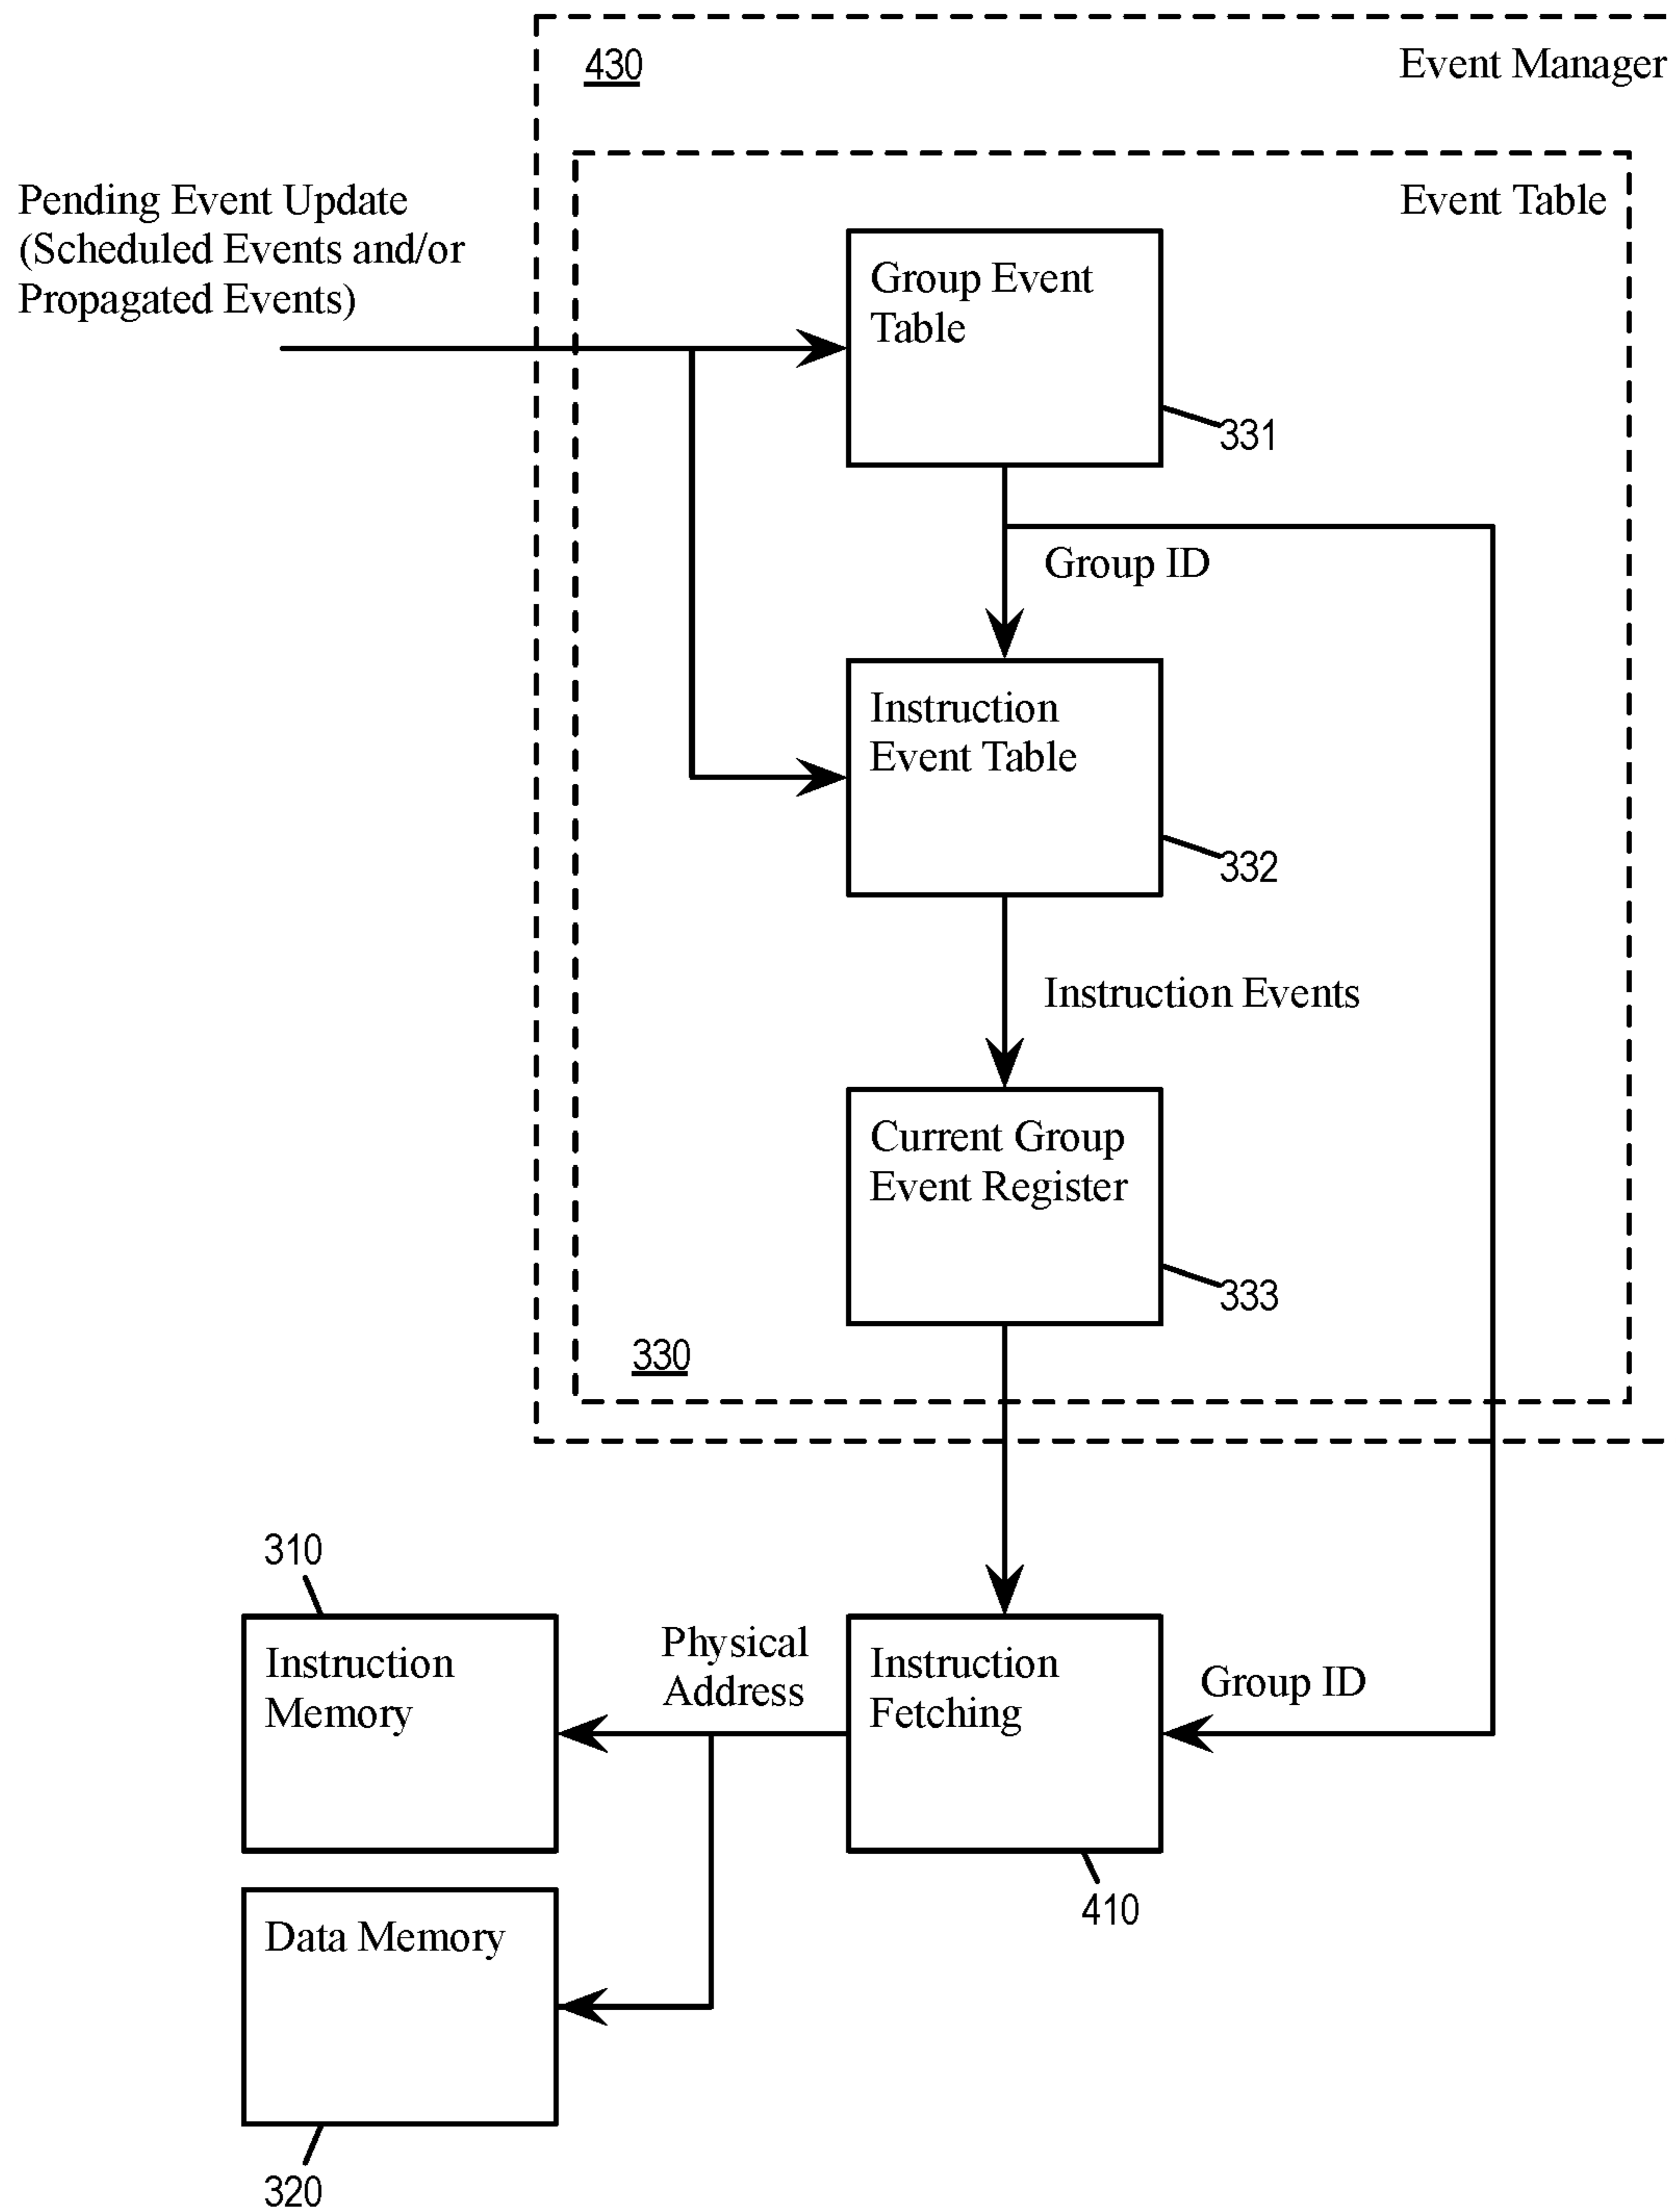 430
Event Manager
Event Table
Pending Event Update
(Scheduled Events and/or
Propagated Events)
Group Event
Table
331
Group ID
Instruction
Event Table
332
Instruction Events
Current Group
Event Register
333
330
310
Instruction
Memory
Physical
Address
Instruction
Fetching
Group ID
410
Data Memory
320